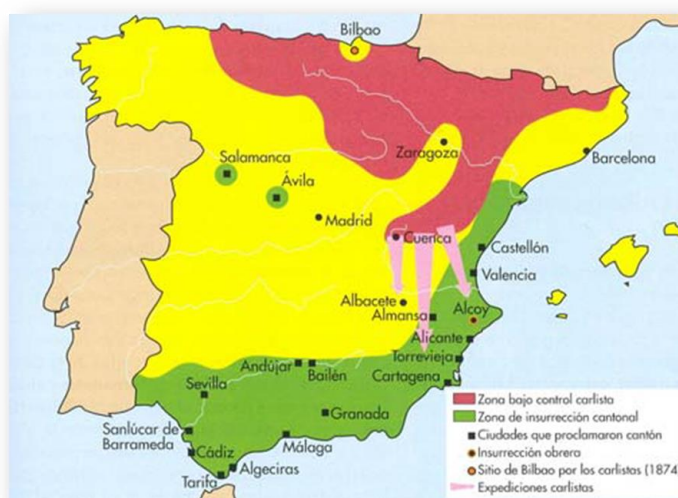 Bilbao
Zaragoza
Barcelona
Salamanca
Ávila
Madrid
Cuenca
Castellón
Valencia
Albacete
Almansa
Alcoy
Alicante
Torrevieja
Cartagena
Andújar
Bailén
Sevilla
Granada
Sanlúcar de
Barrameda
Cádiz
Málaga
Algeciras
Tarifa
Zona bajo control carlista
Zona de insurrección cantonal
Ciudades que proclamaron cantón
Insurrección obrera
Sitio de Bilbao por los carlistas (1874
Expediciones carlistas